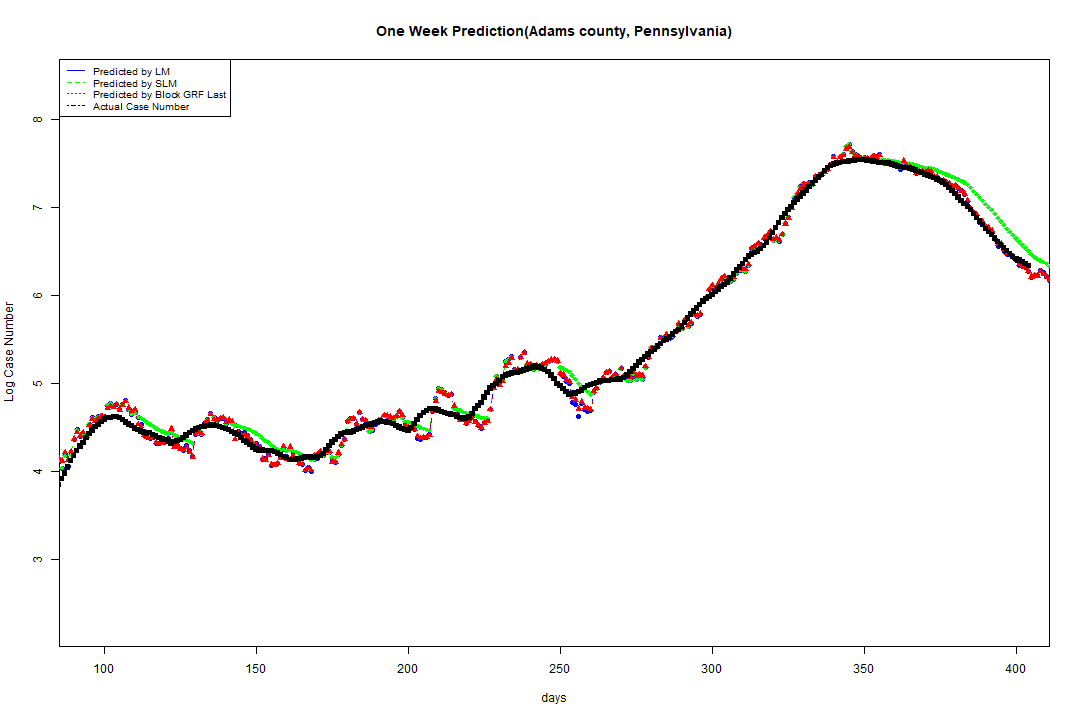 One Week Prediction(Adams county, Pennsylvania)
Predicted by LM
Predicted by SLM
Predicted by Block GRF Last
Actual Case Number
8
7
6
5
4
3
Log Case Number
100 150 200 250 300 350 400
days